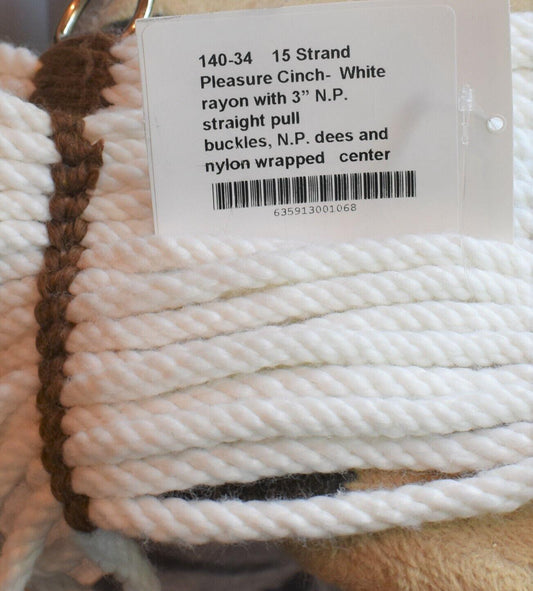 140-34 15 Strand
Pleasure Cinch- White
rayon with 3” N.P.
straight pull
buckles, N.P. dees and
nylon wrapped center
635913001068